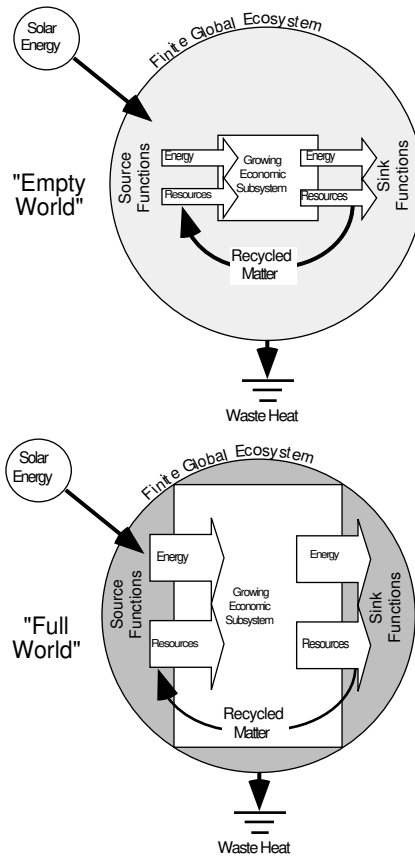 Solar
Energy
Finite Global Ecosystem
"Empty
World"
Source
Functions
Energy
Resources
Growing
Economic
Subsystem
Energy
Resources
Sink
Functions
Recycled
Matter
Waste Heat
Solar
Energy
Finite Global Ecosystem
"Full
World"
Source
Functions
Energy
Resources
Growing
Economic
Subsystem
Energy
Resources
Sink
Functions
Recycled
Matter
Waste Heat